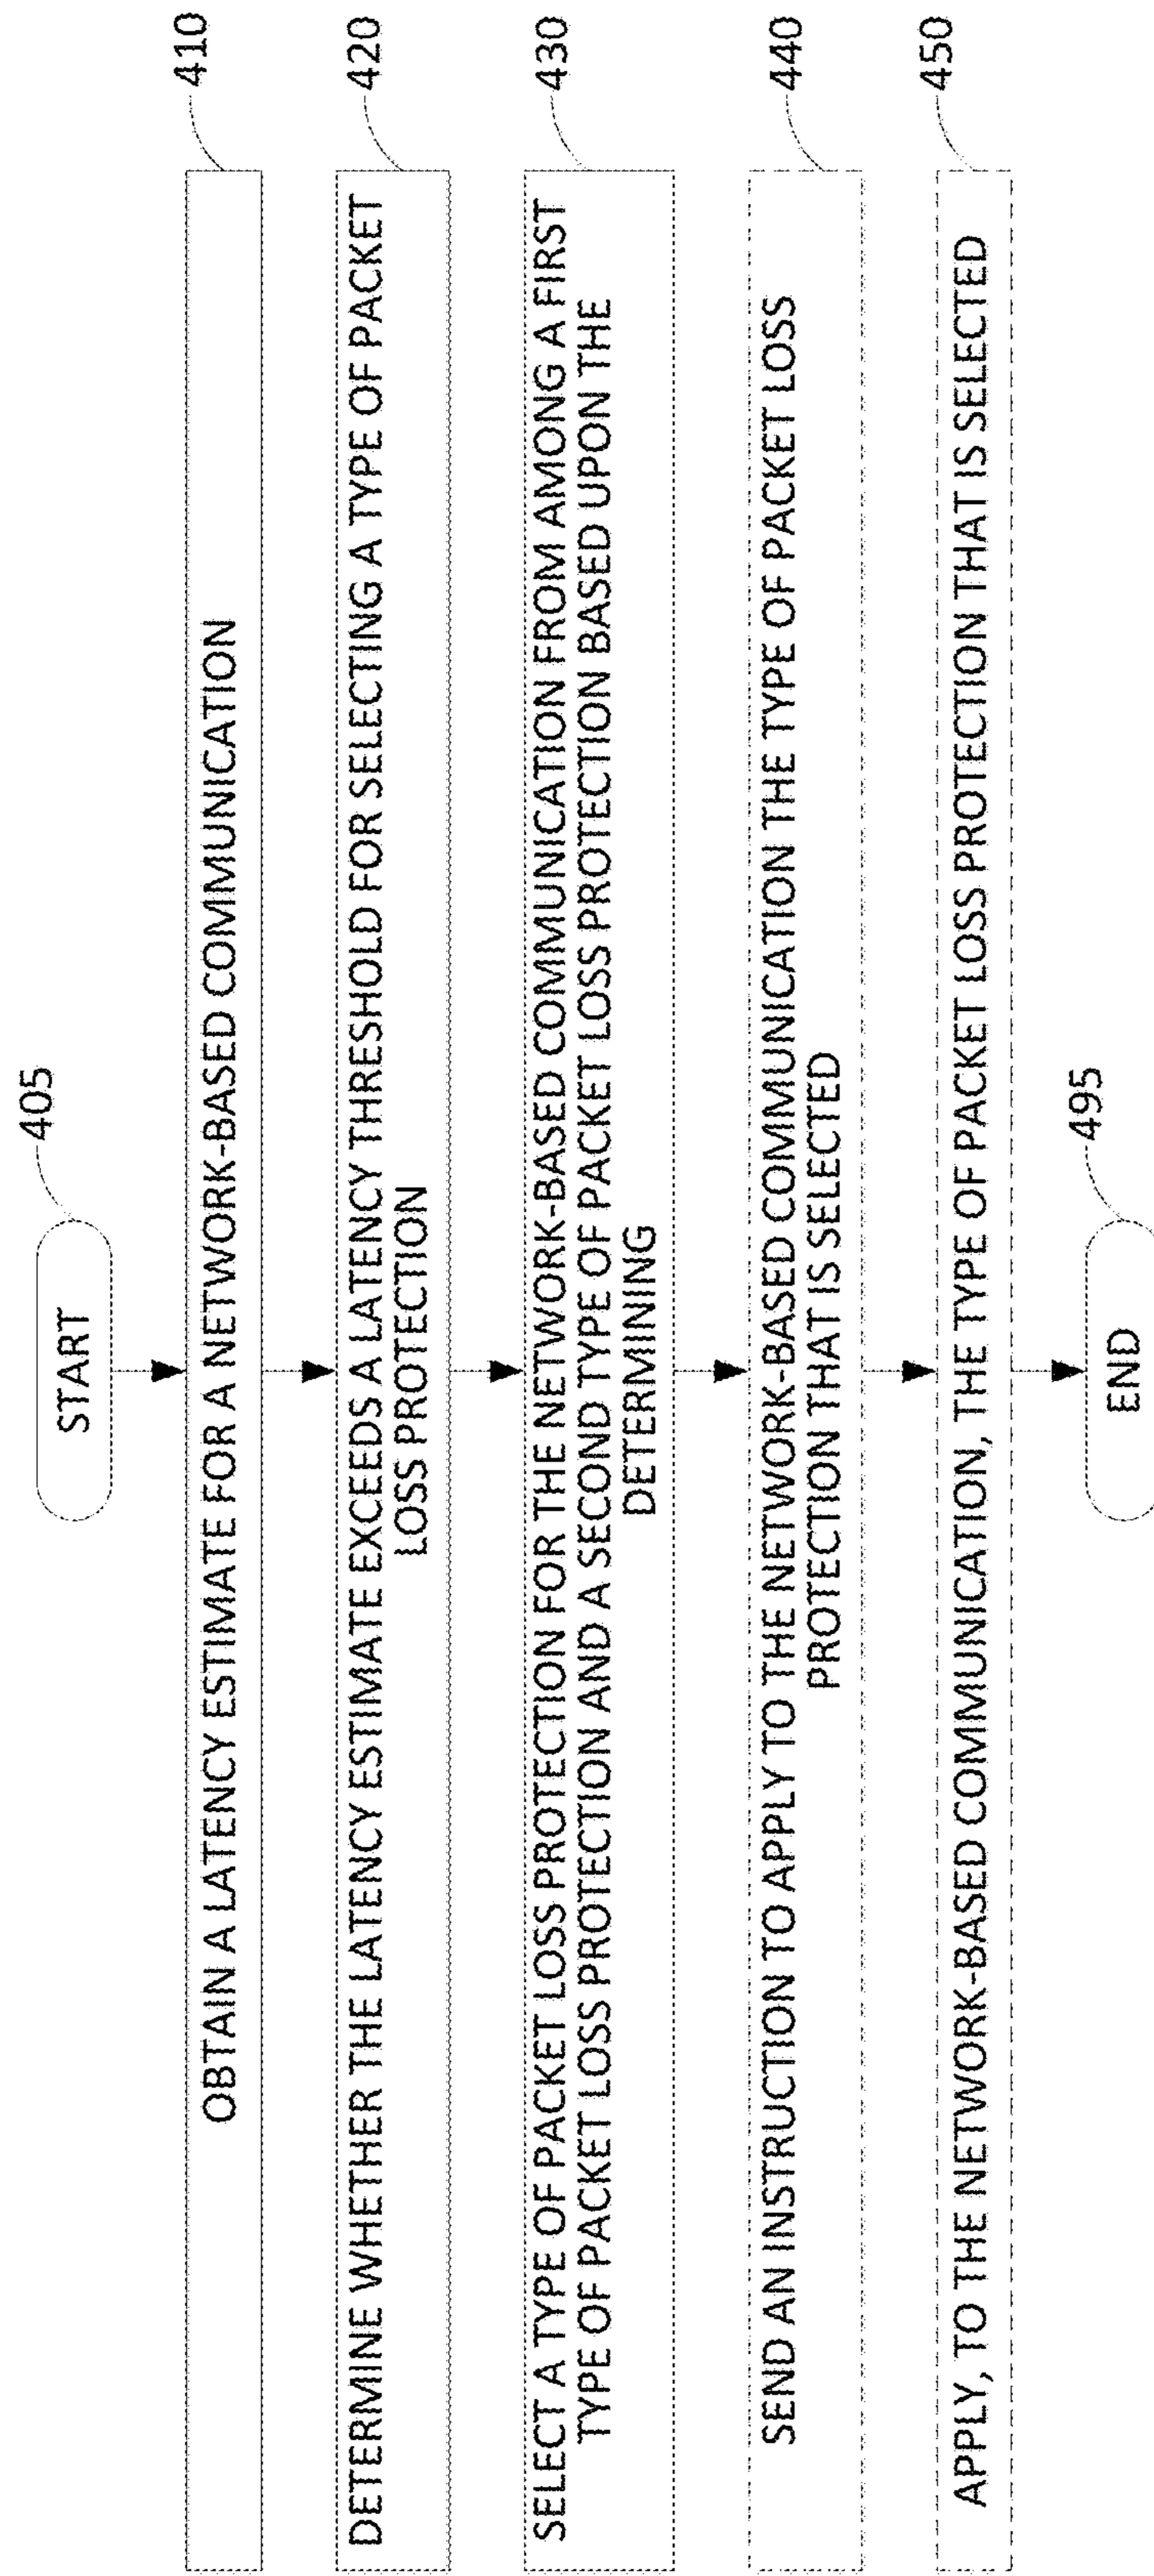 START
405
OBTAIN A LATENCY ESTIMATE FOR A NETWORK-BASED COMMUNICATION
410
DETERMINE WHETHER THE LATENCY ESTIMATE EXCEEDS A LATENCY THRESHOLD FOR SELECTING A TYPE OF PACKET
LOSS PROTECTION
420
SELECT A TYPE OF PACKET LOSS PROTECTION FOR THE NETWORK-BASED COMMUNICATION FROM AMONG A FIRST
TYPE OF PACKET LOSS PROTECTION AND A SECOND TYPE OF PACKET LOSS PROTECTION BASED UPON THE
DETERMINING
430
SEND AN INSTRUCTION TO APPLY TO THE NETWORK-BASED COMMUNICATION THE TYPE OF PACKET LOSS
PROTECTION THAT IS SELECTED
440
APPLY, TO THE NETWORK-BASED COMMUNICATION, THE TYPE OF PACKET LOSS PROTECTION THAT IS SELECTED
450
END
495